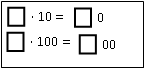 □ · 10 = □ 0
□ · 100 = □ 00